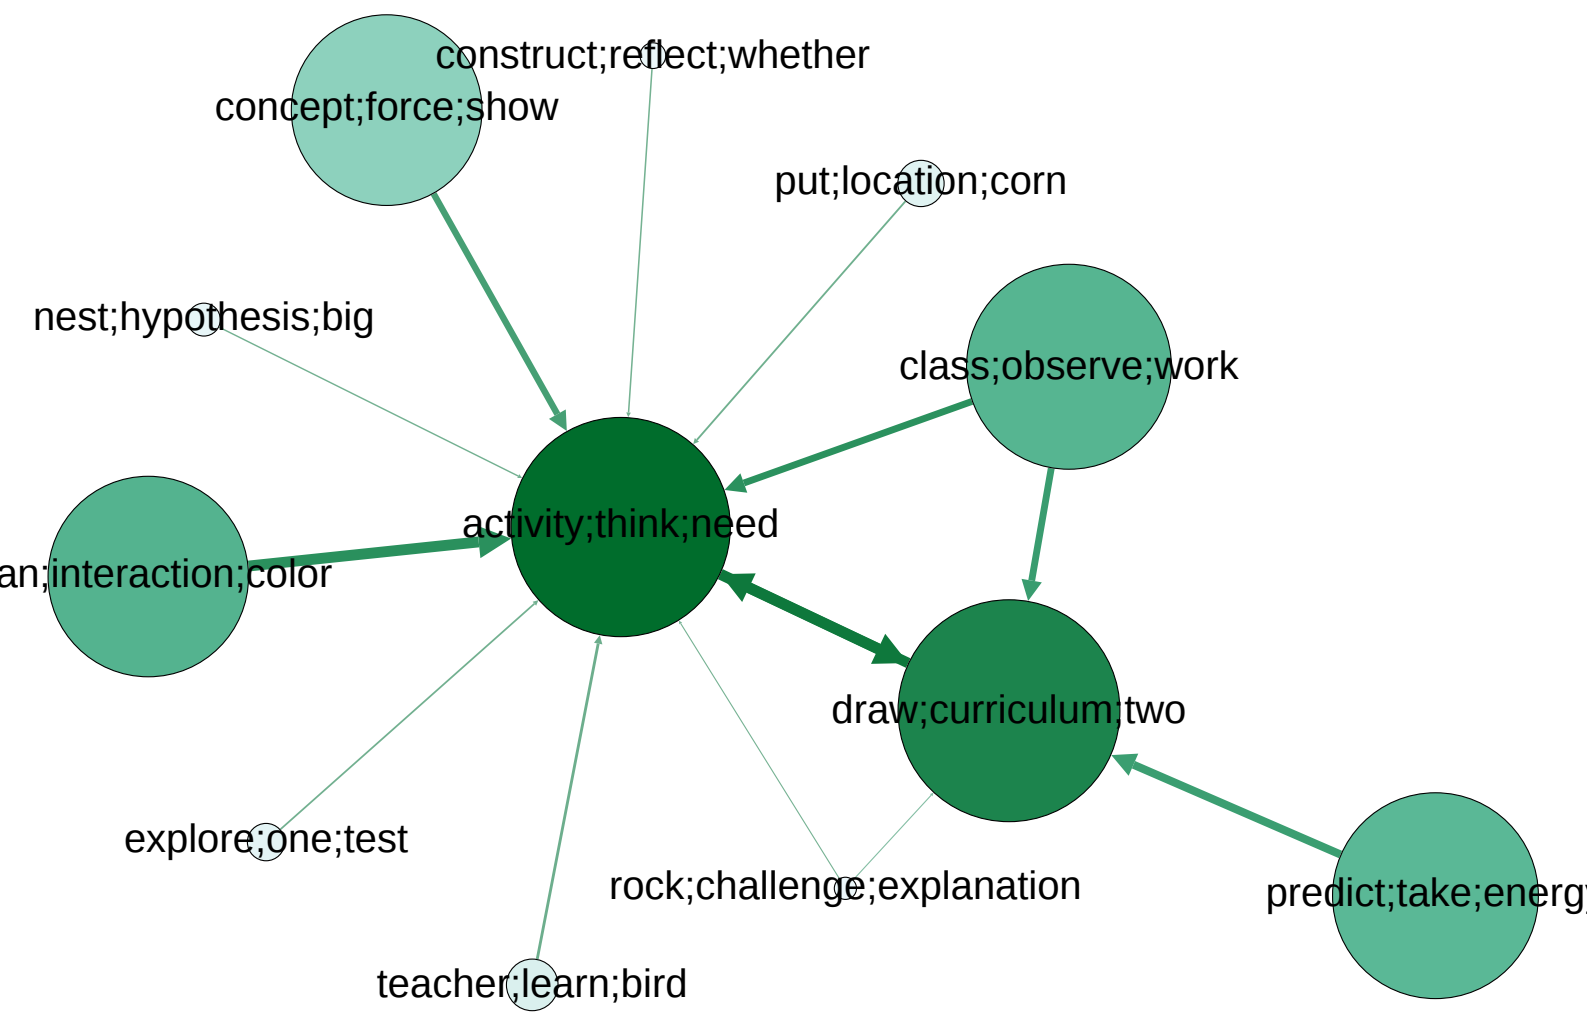 construct;reflect;whether
concept;force;show
put;location;corn
nest;hypothesis;big
class;observe;work
activity;think;need
an;interaction;color
draw;curriculum;two
explore;one;test
rock;challenge;explanation
predict;take;energy
teacher;learn;bird